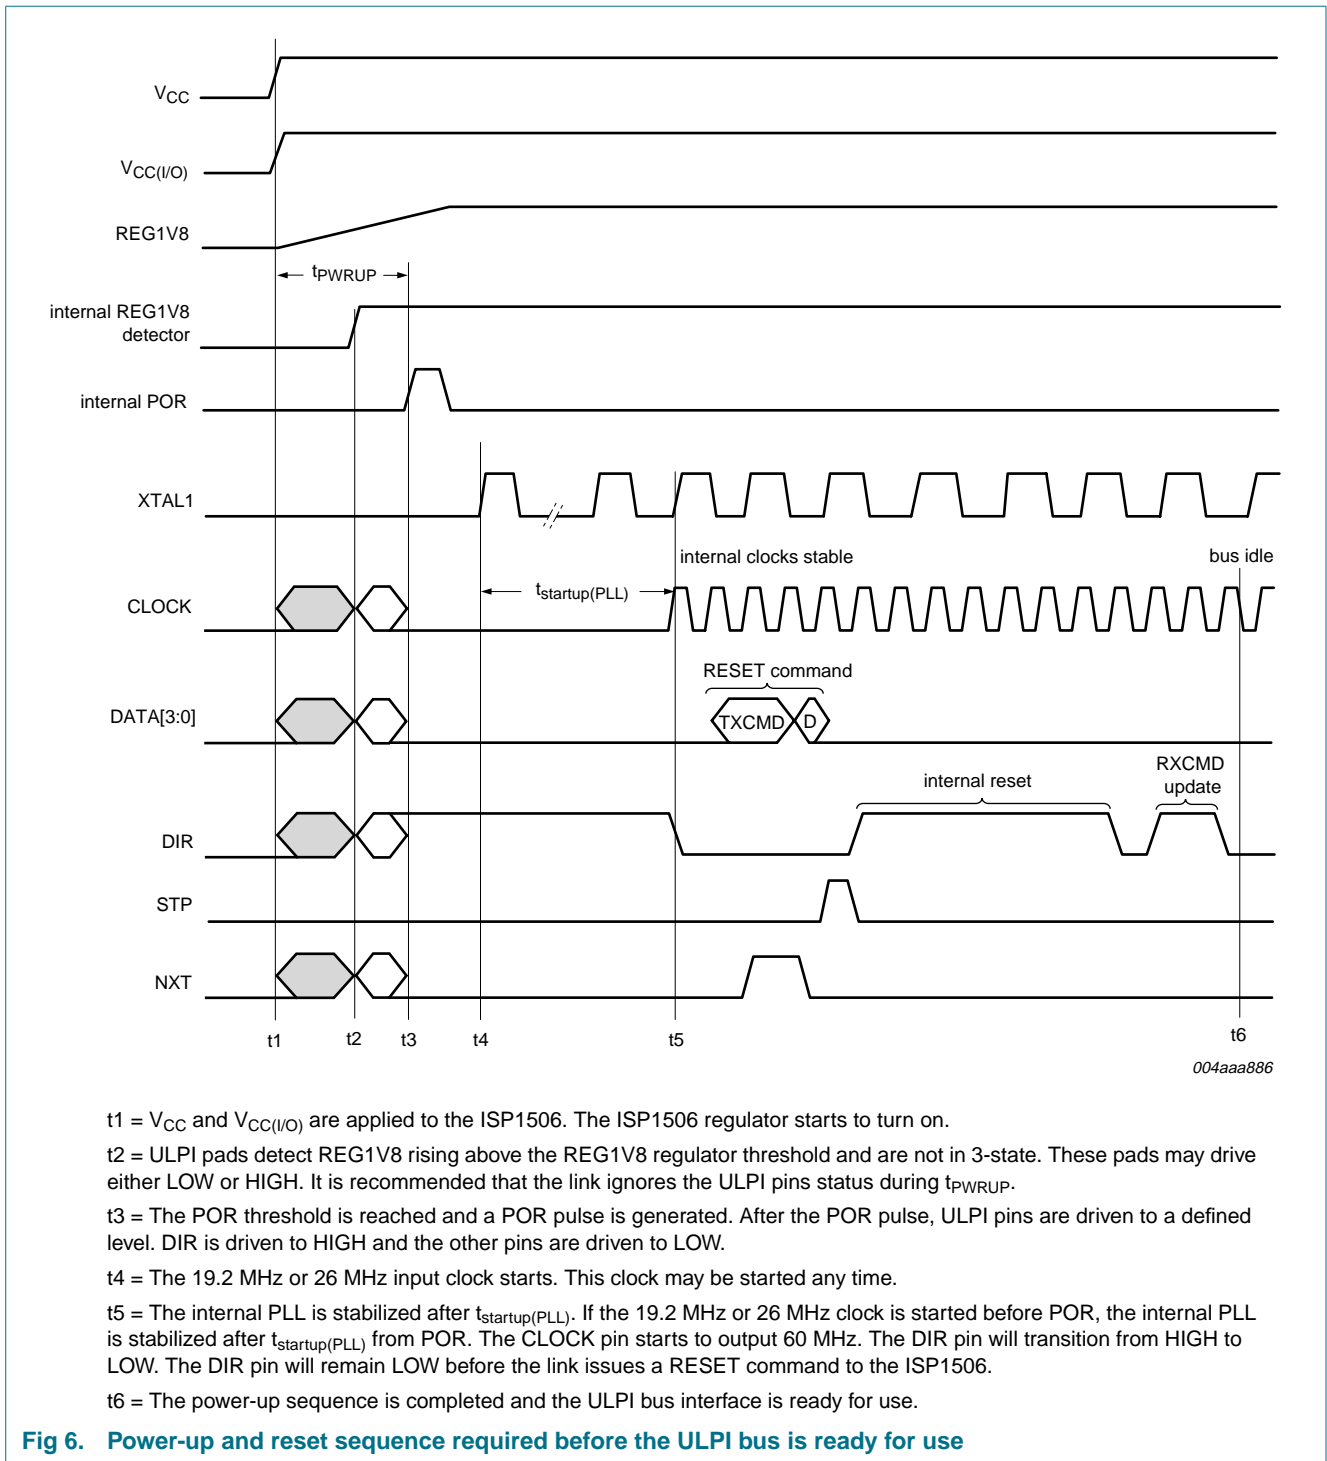 VCC
VCC(I/O)
REG1V8
tPWRUP
internal REG1V8
detector
internal POR
XTAL1
internal clocks stable
bus idle
tstartup(PLL)
CLOCK
RESET command
DATA[3:0]
TXCMD
D
RXCMD
update
internal reset
DIR
STP
NXT
t1
t2
t3
t4
t5
t6
004aaa886
t1 = VCC and VCC(I/O) are applied to the ISP1506. The ISP1506 regulator starts to turn on.
t2 = ULPI pads detect REG1V8 rising above the REG1V8 regulator threshold and are not in 3-state. These pads may drive
either LOW or HIGH. It is recommended that the link ignores the ULPI pins status during tPWRUP.
t3 = The POR threshold is reached and a POR pulse is generated. After the POR pulse, ULPI pins are driven to a defined
level. DIR is driven to HIGH and the other pins are driven to LOW.
t4 = The 19.2 MHz or 26 MHz input clock starts. This clock may be started any time.
t5 = The internal PLL is stabilized after tstartup(PLL). If the 19.2 MHz or 26 MHz clock is started before POR, the internal PLL
is stabilized after tstartup(PLL) from POR. The CLOCK pin starts to output 60 MHz. The DIR pin will transition from HIGH to
LOW. The DIR pin will remain LOW before the link issues a RESET command to the ISP1506.
t6 = The power-up sequence is completed and the ULPI bus interface is ready for use.
Fig 6. Power-up and reset sequence required before the ULPI bus is ready for use